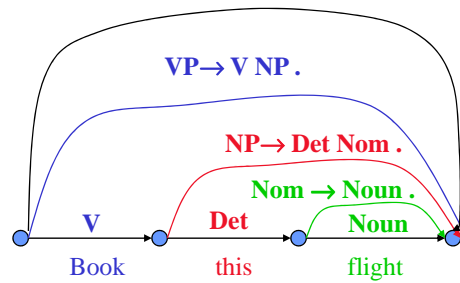 VP→ V NP .
NP→ Det Nom .
Nom → Noun .
V Det Noun
Book this flight